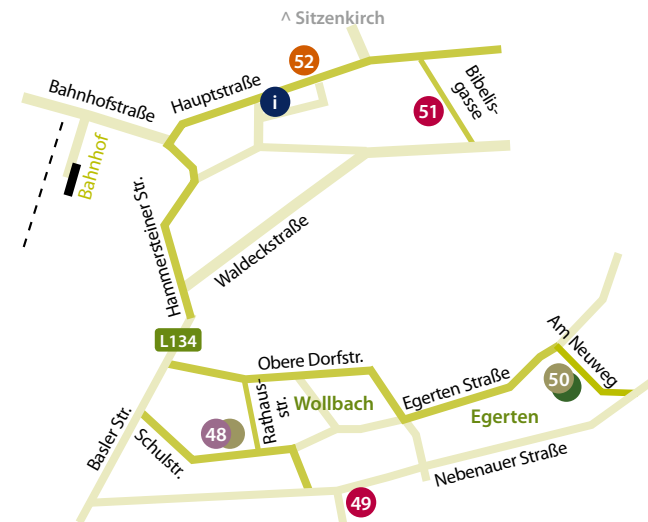 ^ Sitzenkirch
52
Bahnhofstraße
Hauptstraße
i
Bibelis-
gasse
51
Bahnhof
Hammersteiner Str.
Waldeckstraße
L134
Obere Dorfstr.
Am Neuweg
50
Rathaus-
str.
Wollbach
Egerten Straße
Egerten
Basler Str.
48
Schulstr.
Nebenauer Straße
49